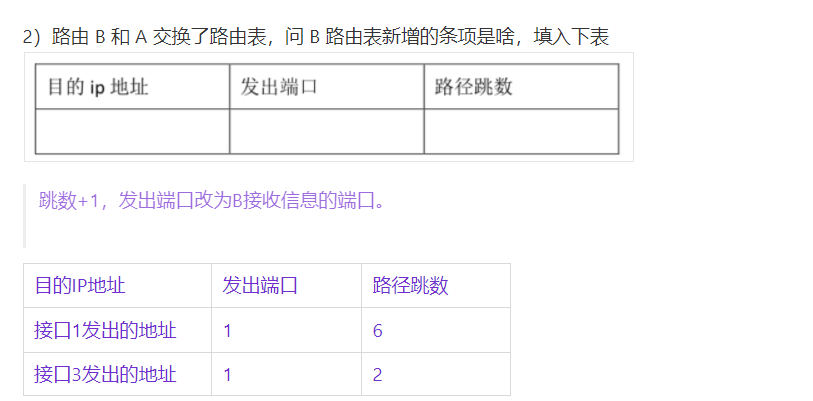 2）路由 B 和 A 交换了路由表，问 B 路由表新增的条项是啥，填入下表
目的 ip 地址 发出端口 路径跳数
跳数+1，发出端口改为B接收信息的端口。
目的IP地址 发出端口 路径跳数
接口1发出的地址 1 6
接口3发出的地址 1 2